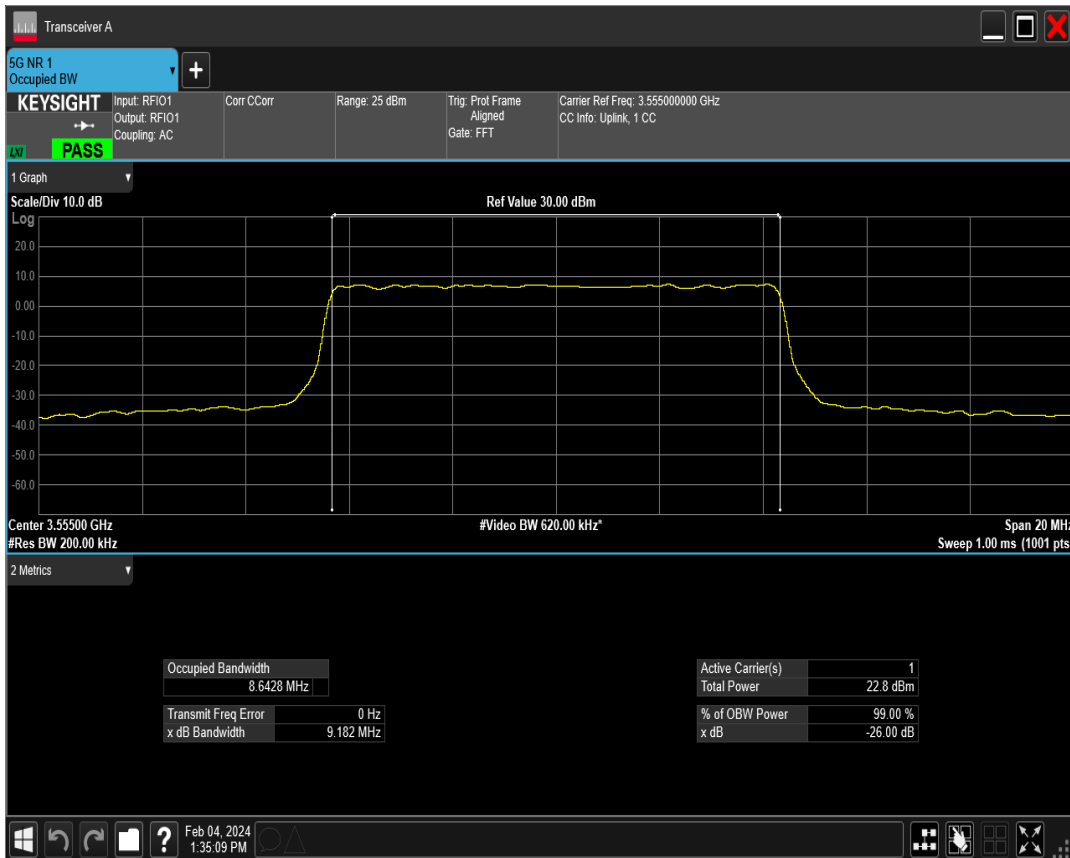 Transceiver A
5G NR 1
Occupied BW
KEYSIGHT
LXI
PASS
Input: RFIO1
Output: RFIO1
Coupling: AC
Corr CCorr
Range: 25 dBm
Trig: Prot Frame
Aligned
Gate: FFT
Carrier Ref Freq: 3.555000000 GHz
CC Info: Uplink, 1 CC
1 Graph
Scale/Div 10.0 dB
Ref Value 30.00 dBm
Log
20.0
10.0
0.00
-10.0
-20.0
-30.0
-40.0
-50.0
-60.0
Center 3.55500 GHz
#Video BW 620.00 kHz*
Span 20 MHz
#Res BW 200.00 kHz
Sweep 1.00 ms (1001 pts
2 Metrics
Occupied Bandwidth
8.6428 MHz
Transmit Freq Error 0 Hz
x dB Bandwidth 9.182 MHz
Active Carrier(s) 1
Total Power 22.8 dBm
% of OBW Power 99.00 %
x dB -26.00 dB
?
Feb 04, 2024
1:35:09 PM